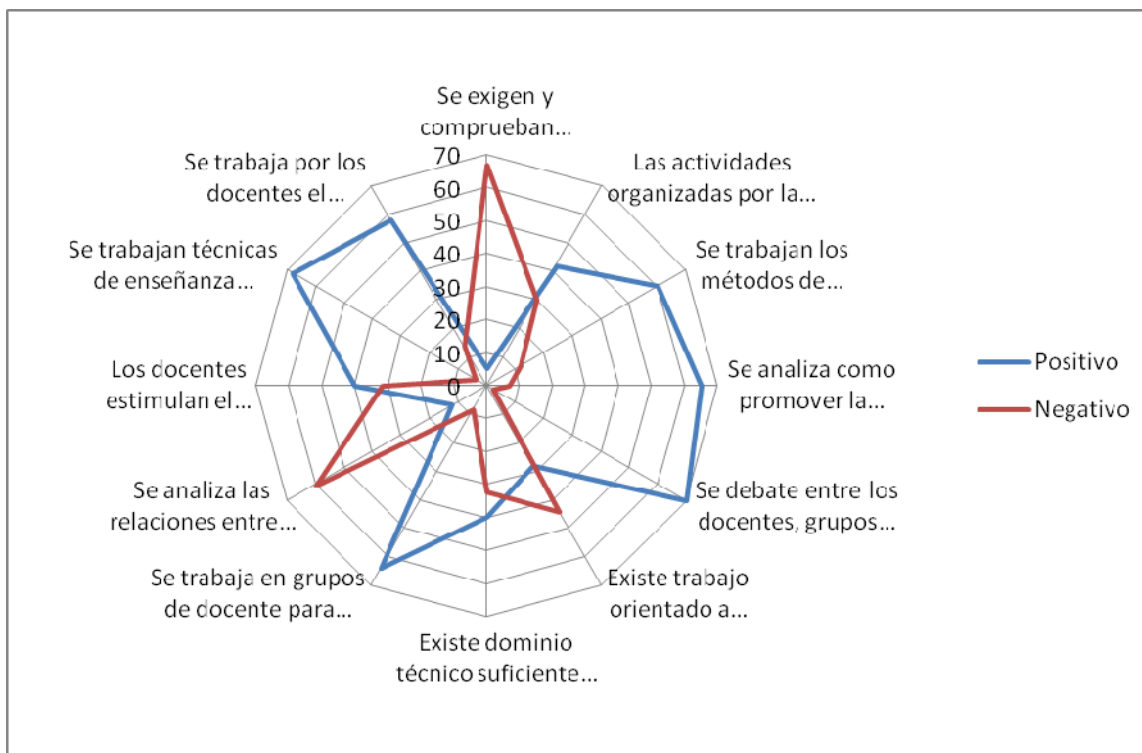 Se exigen y
comprueban...
Las actividades
organizadas por la...
Se trabajan los
métodos de...
Se analiza como
promover la...
Se debate entre los
docentes, grupos...
Existe trabajo
orientado a...
Existe dominio
técnico suficiente...
Se trabaja en grupos
de docente para...
Se analiza las
relaciones entre...
Los docentes
estimulan el...
Se trabajan técnicas
de enseñanza...
Se trabaja por los
docentes el...
70
60
50
40
30
20
10
0
Positivo
Negativo